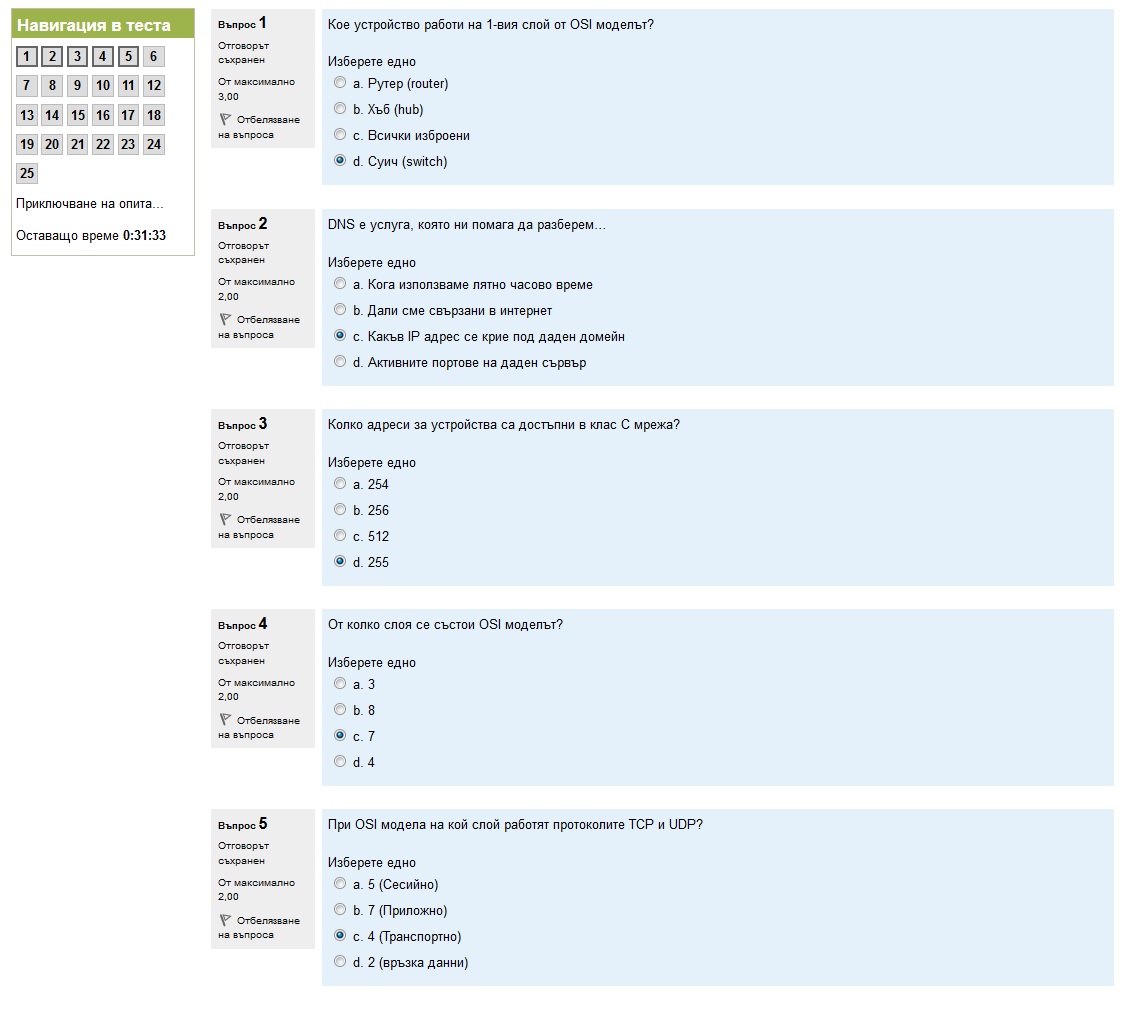 Навигация в теста
1 2 3 4 5 6
7 8 9 10 11 12
13 14 15 16 17 18
19 20 21 22 23 24
25
Приключване на опита...
Оставащо време 0:31:33
Въпрос 1
Отговорът
съхранен
От максимално
3,00
Отбелязване
на въпроса
Кое устройство работи на 1-вия слой от OSI моделът?
Изберете едно
a. Рутер (router)
b. Хъб (hub)
c. Всички изброени
d. Суич (switch)
Въпрос 2
Отговорът
съхранен
От максимално
2,00
Отбелязване
на въпроса
DNS е услуга, която ни помага да разберем...
Изберете едно
a. Кога използваме лятно часово време
b. Дали сме свързани в интернет
c. Какъв IP адрес се крие под даден домейн
d. Активните портове на даден сървър
Въпрос 3
Отговорът
съхранен
От максимално
2,00
Отбелязване
на въпроса
Колко адреси за устройства са достъпни в клас C мрежа?
Изберете едно
a. 254
b. 256
c. 512
d. 255
Въпрос 4
Отговорът
съхранен
От максимално
2,00
Отбелязване
на въпроса
От колко слоя се състои OSI моделът?
Изберете едно
a. 3
b. 8
c. 7
d. 4
Въпрос 5
Отговорът
съхранен
От максимално
2,00
Отбелязване
на въпроса
При OSI модела на кой слой работят протоколите TCP и UDP?
Изберете едно
a. 5 (Сесийно)
b. 7 (Приложно)
c. 4 (Транспортно)
d. 2 (връзка данни)